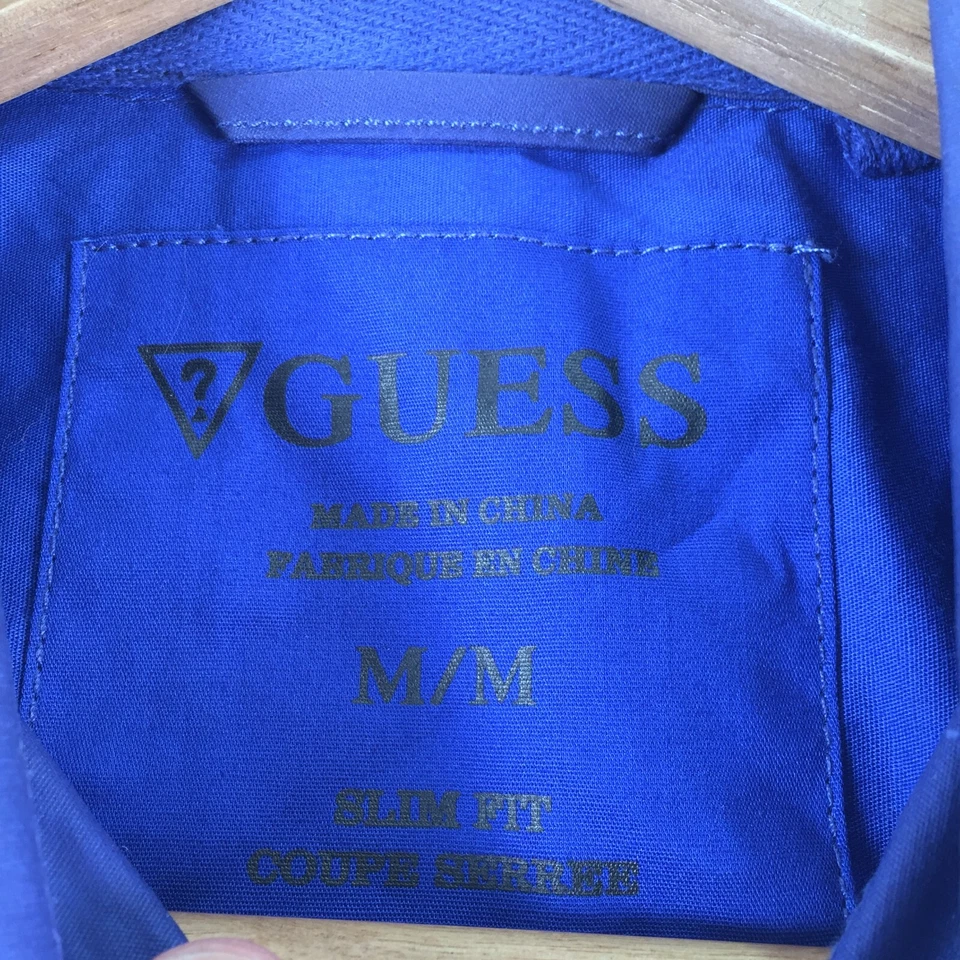 ? GUESS
MADE IN CHINA
FABRIQUE EN CHINE
M/M
SLIM FIT
COUPE SERREE